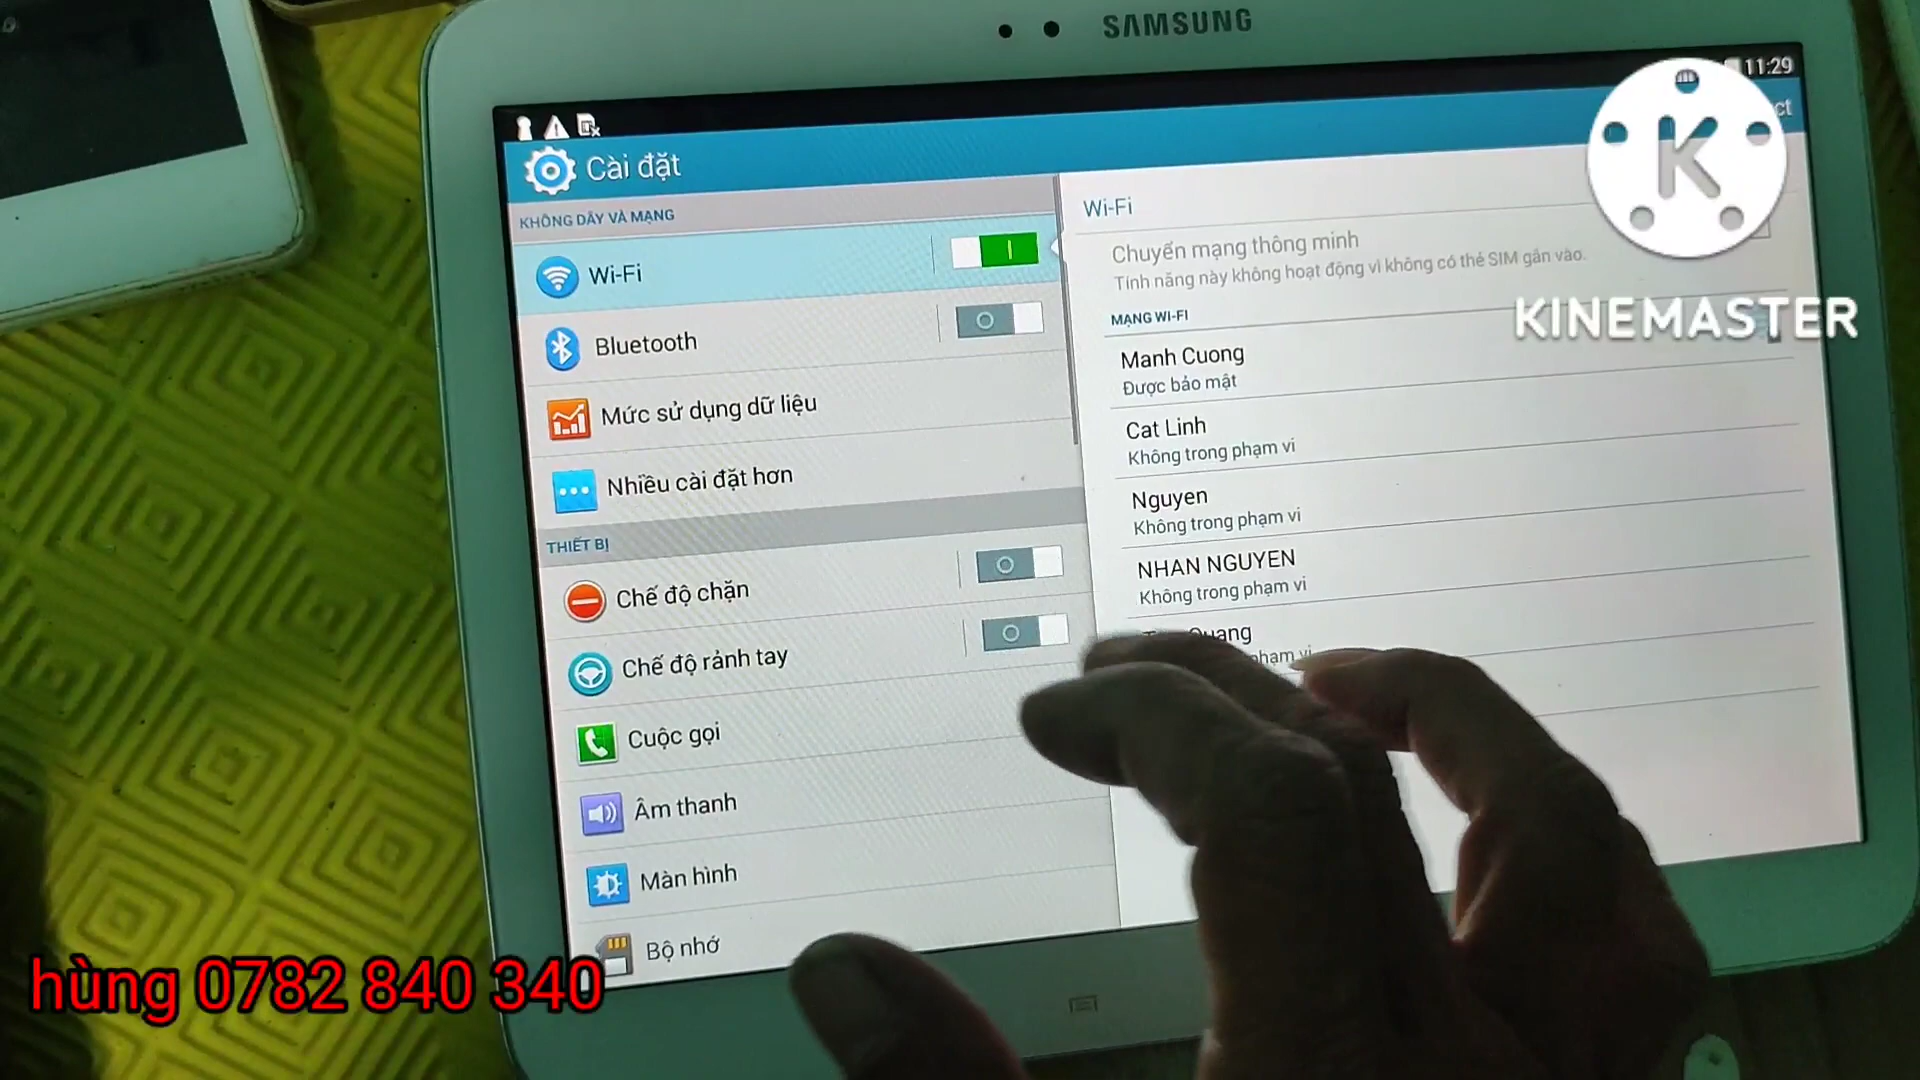 SAMSUNG
11:29
Cài đặt
ct
KHÔNG DÂY VÀ MẠNG
Wi-Fi
Bluetooth
Mức sử dụng dữ liệu
Nhiều cài đặt hơn
THIẾT BỊ
Chế độ chặn
Chế độ rảnh tay
Cuộc gọi
Âm thanh
Màn hình
Bộ nhớ
Wi-Fi
Chuyển mạng thông minh
Tính năng này không hoạt động vì không có thẻ SIM gắn vào.
MẠNG WI-FI
Manh Cuong
Được bảo mật
Cat Linh
Không trong phạm vi
Nguyen
Không trong phạm vi
NHAN NGUYEN
Không trong phạm vi
Quang
phạm vi
K
KINEMASTER
hùng 0782 840 340